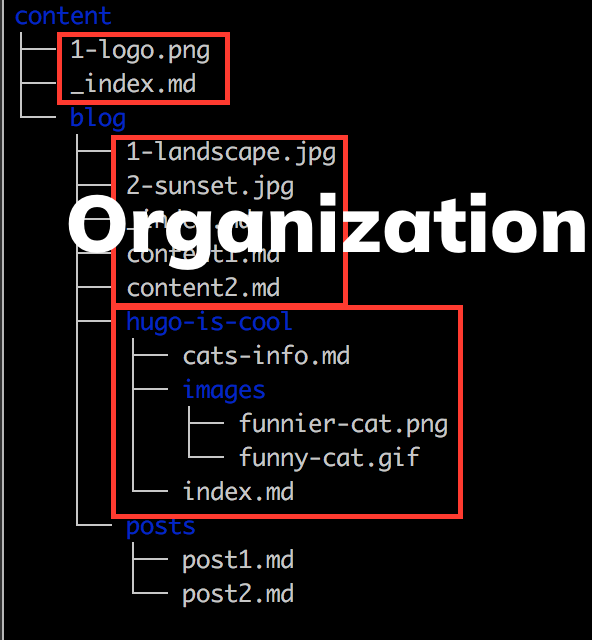 content
1-logo.png
_index.md
blog
1-landscape.jpg
2-sunset.jpg
Organization
_index.md
content1.md
content2.md
hugo-is-cool
cats-info.md
images
funnier-cat.png
funny-cat.gif
index.md
posts
post1.md
post2.md